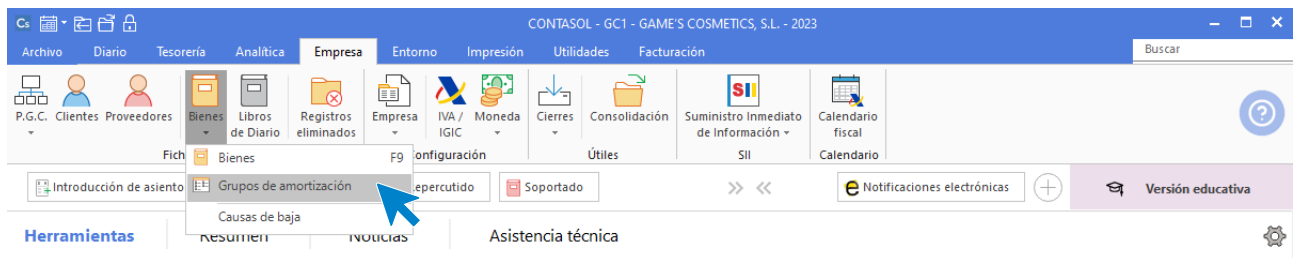 Cs CONTASOL - GC1 - GAME'S COSMETICS, S.L. - 2023
Archivo Diario Tesorería Analítica Empresa Entorno Impresión Utilidades Facturación Buscar
P.G.C. Clientes Proveedores Bienes Libros de Diario Registros eliminados Empresa IVA / IGIC Moneda Cierres Consolidación Suministro Inmediato de Información Calendario fiscal
Fich onfiguración Útiles SII Calendario
Bienes F9
Introducción de asiento epercutido Soportado Notificaciones electrónicas Versión educativa
Grupos de amortización
Causas de baja
Herramientas Resumen Noticias Asistencia técnica